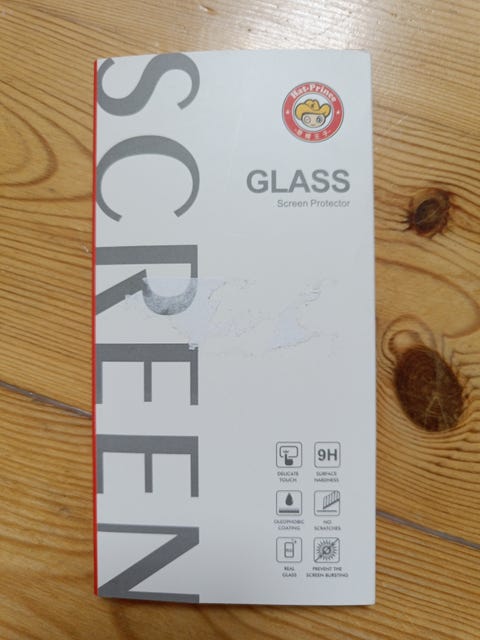 SCREEN
Hat-Prince
GLASS
Screen Protector
DELICATE
TOUCH
9H
SURFACE
HARDNESS
OLEOPHOBIC
COATING
NO
SCRATCHES
REAL
GLASS
PREVENT THE
SCREEN BURSTING